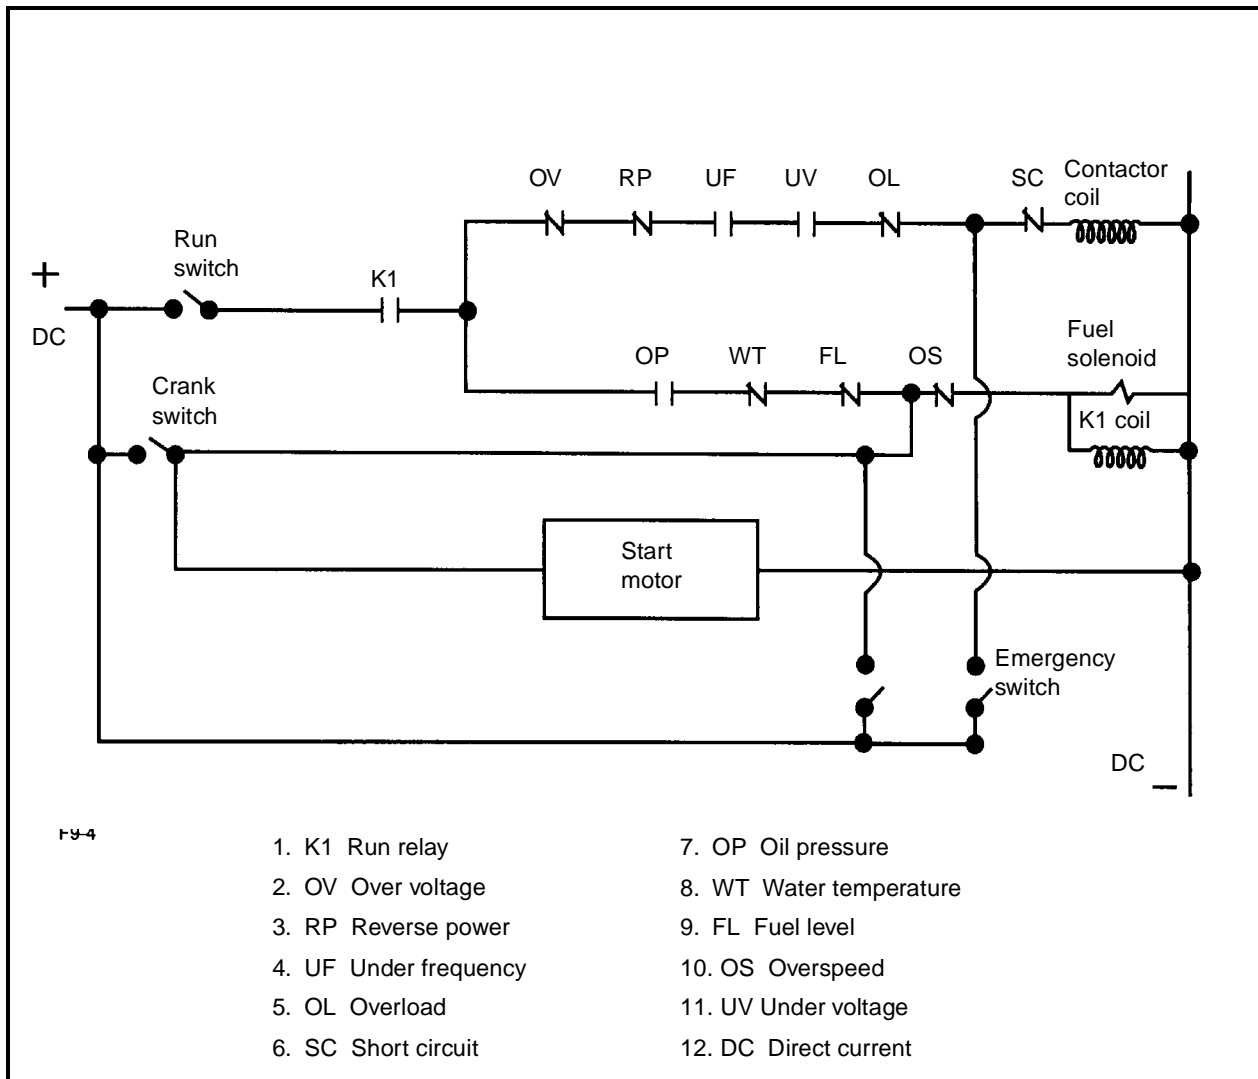 OV RP UF UV OL SC Contactor
coil
Run
switch
+
K1
DC
Fuel
solenoid
OP WT FL OS
Crank
switch
K1 coil
Start
motor
Emergency
switch
DC
–
F9-4
1. K1 Run relay
2. OV Over voltage
3. RP Reverse power
4. UF Under frequency
5. OL Overload
6. SC Short circuit
7. OP Oil pressure
8. WT Water temperature
9. FL Fuel level
10. OS Overspeed
11. UV Under voltage
12. DC Direct current